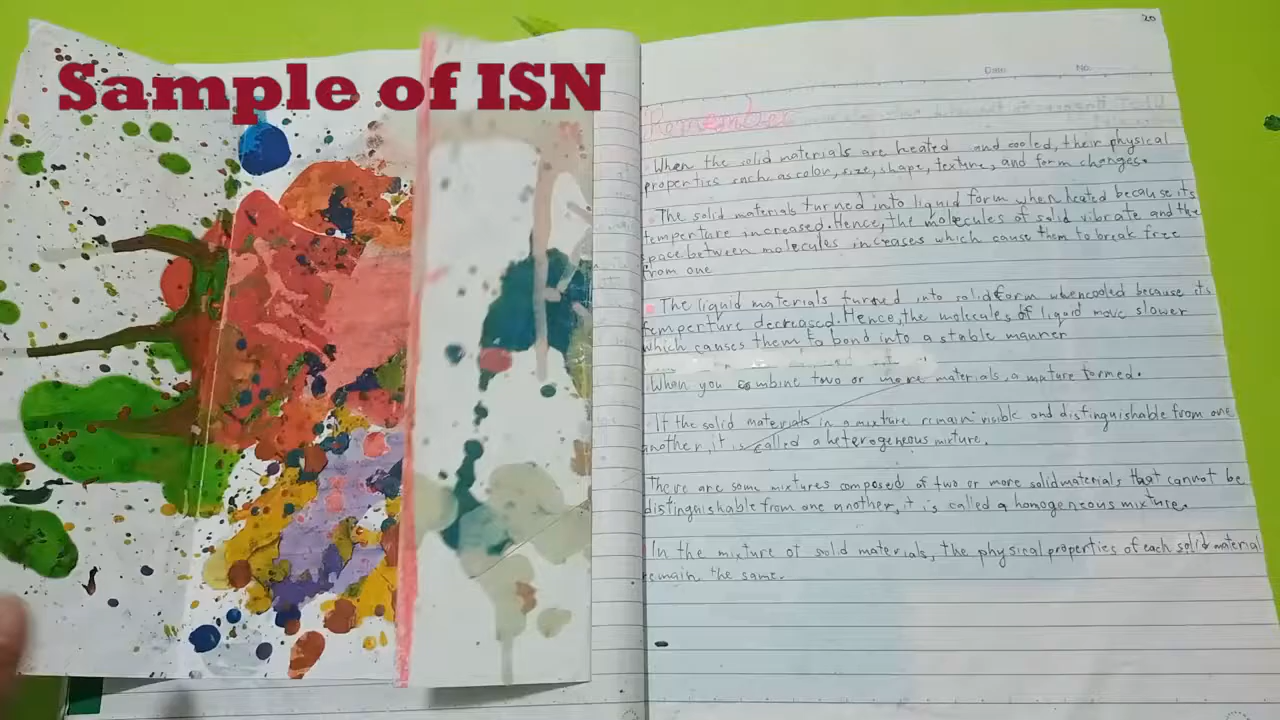 Sample of ISN
20
Date No.
Remember
When the solid materials are heated and cooled, their physical
properties such as color, size, shape, texture, and form changes.
The solid materials turned into liquid form when heated because its
temperture increased. Hence, the molecules of solid vibrate and the
space between molecules increases which cause them to break free
from one
The liquid materials turned into solid form when cooled because its
temperture decreased. Hence, the molecules of liquid move slower
which causes them to bond into a stable manner
When you combine two or more materials, a mxture formed.
If the solid materials in a mixture remain visible and distinguishable from one
another, it is called a heterogeneous mixture.
There are some mixtures composed of two or more solid materials that cannot be
distinguishable from one another, it is called a homogeneous mixture.
In the mixture of solid materials, the physical properties of each solid material
remain the same.